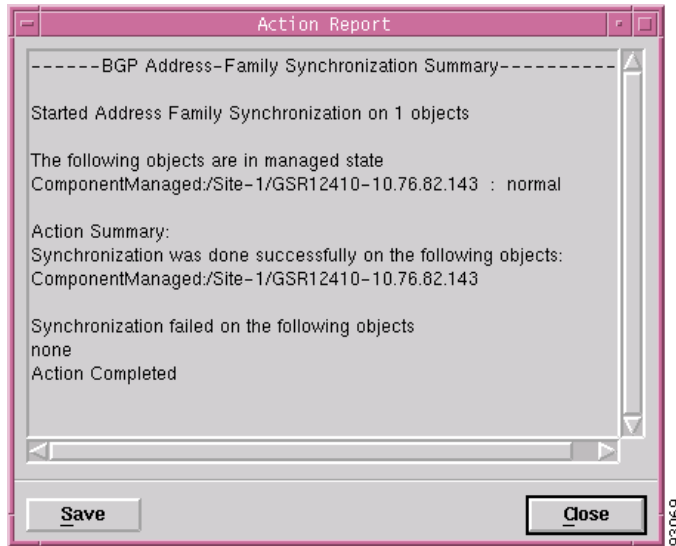 Action Report
------BGP Address-Family Synchronization Summary----------
Started Address Family Synchronization on 1 objects
The following objects are in managed state
ComponentManaged:/Site-1/GSR12410-10.76.82.143 : normal
Action Summary:
Synchronization was done successfully on the following objects:
ComponentManaged:/Site-1/GSR12410-10.76.82.143
Synchronization failed on the following objects
none
Action Completed
Save
Close
93069